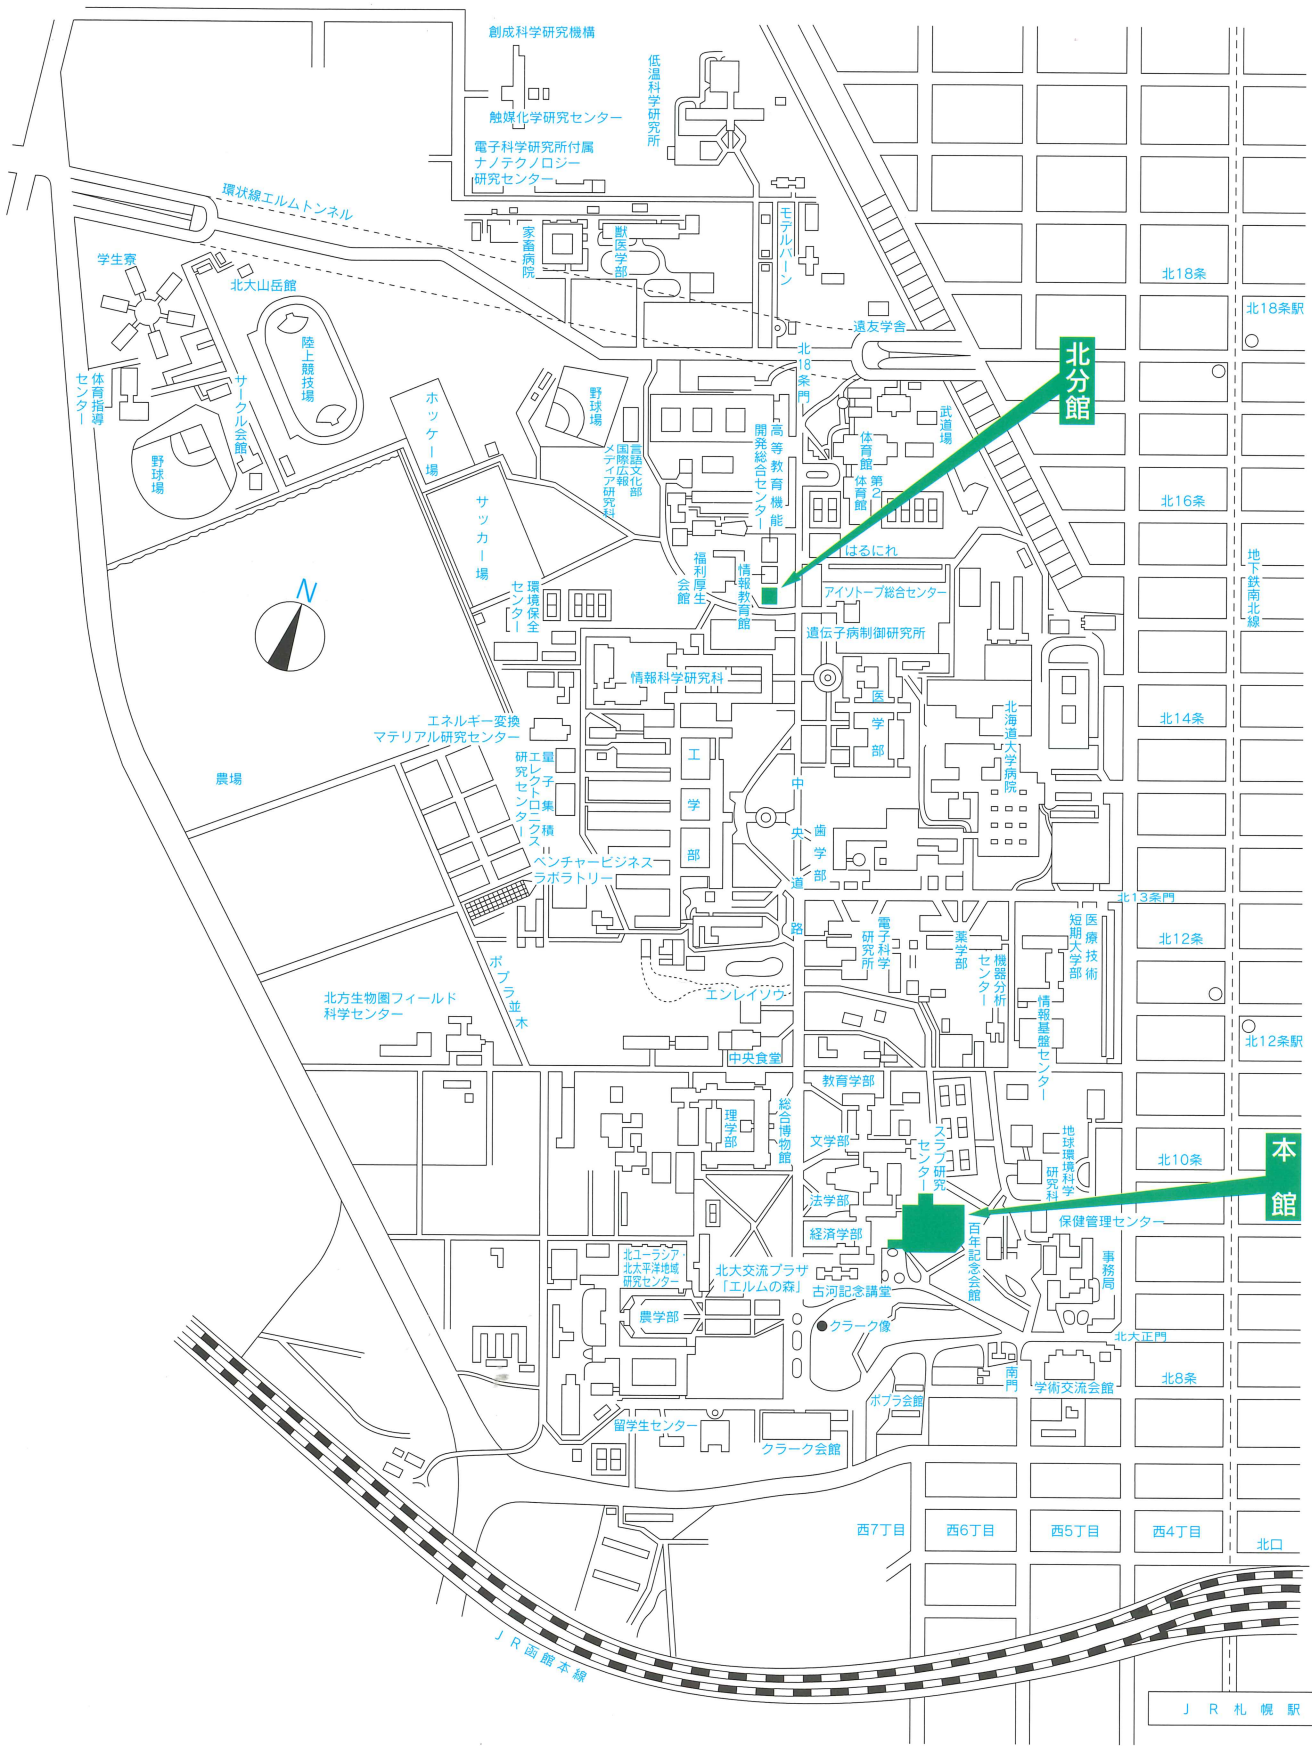 創成科学研究機構
低温科学研究所
触媒化学研究センター
電子科学研究所付属
ナノテクノロジー
研究センター
環状線エルムトンネル
家畜病院
獣医学部
モデルバーン
学生寮
北大山岳館
北18条
北18条駅
遠友学舎
陸上競技場
北18条門
北分館
体育指導
センター
サークル会館
ホッケー場
野球場
武道場
体育館
高等教育機能
開発総合センター
言語文化部
国際広報
メディア研究科
野球場
第2
体育館
北16条
サッカー場
はるにれ
地下鉄南北線
福利厚生
会館
情報教育館
環境保全
センター
アイソトープ総合センター
N
遺伝子病制御研究所
情報科学研究科
医学部
北海道大学病院
エネルギー変換
マテリアル研究センター
北14条
工学部
量子集積
エレクトロニクス
研究センター
農場
中央道路
歯学部
ベンチャービジネス
ラボラトリー
北13条門
医療技術
短期大学部
電子科学
研究所
薬学部
北12条
機器分析
センター
ポプラ並木
エンレイソウ
北方生物圏フィールド
科学センター
情報基盤センター
北12条駅
中央食堂
教育学部
理学部
総合博物館
文学部
スラブ研究
センター
地球環境科学
研究科
本館
北10条
法学部
経済学部
百年記念会館
保健管理センター
事務局
北ユーラシア・
北太平洋地域
研究センター
北大交流プラザ
「エルムの森」
古河記念講堂
農学部
クラーク像
北大正門
南門
学術交流会館
北8条
ポプラ会館
留学生センター
クラーク会館
西7丁目
西6丁目
西5丁目
西4丁目
北口
JR函館本線
JR札幌駅